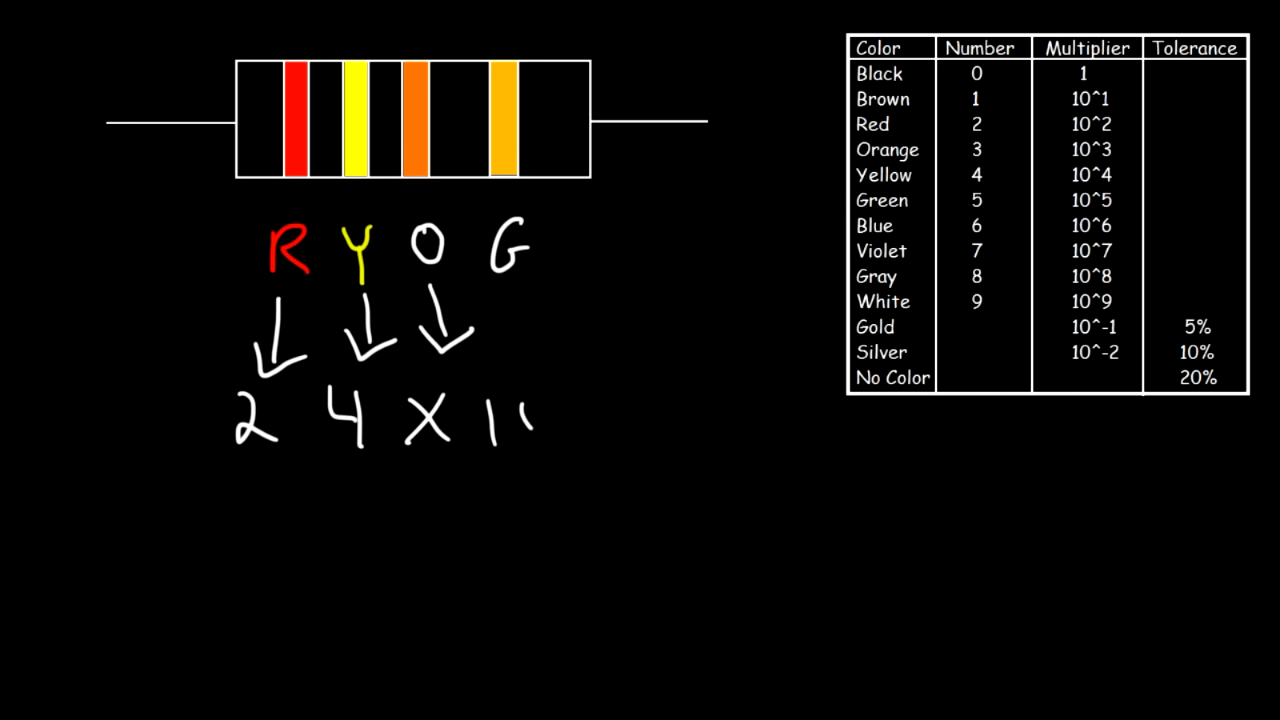 R Y O G
2 4 X 1
Color Number Multiplier Tolerance
Black 0 1
Brown 1 10^1
Red 2 10^2
Orange 3 10^3
Yellow 4 10^4
Green 5 10^5
Blue 6 10^6
Violet 7 10^7
Gray 8 10^8
White 9 10^9
Gold 10^-1 5%
Silver 10^-2 10%
No Color 20%